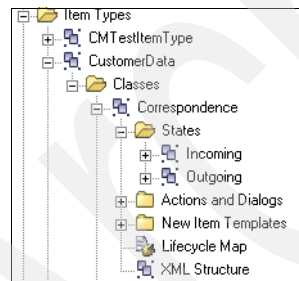 Item Types
CMTestItemType
CustomerData
Classes
Correspondence
States
Incoming
Outgoing
Actions and Dialogs
New Item Templates
Lifecycle Map
XML Structure